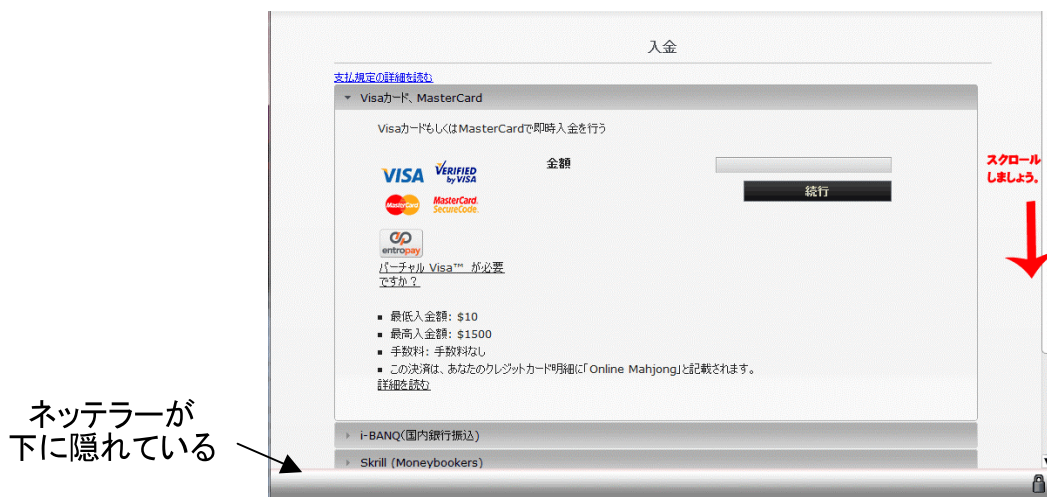 入金
支払規定の詳細を読む
Visaカード、MasterCard
VisaカードもしくはMasterCardで即時入金を行う
金額
VISA VERIFIED by VISA
続行
MasterCard MasterCard. SecureCode.
entropay
バーチャル Visa™ が必要
ですか？
スクロール
しましょう。
最低入金額: $10
最高入金額: $1500
手数料: 手数料なし
この決済は、あなたのクレジットカード明細に「Online Mahjong」と記載されます。
詳細を読む
i-BANQ(国内銀行振込)
Skrill (Moneybookers)
ネッテラーが
下に隠れている